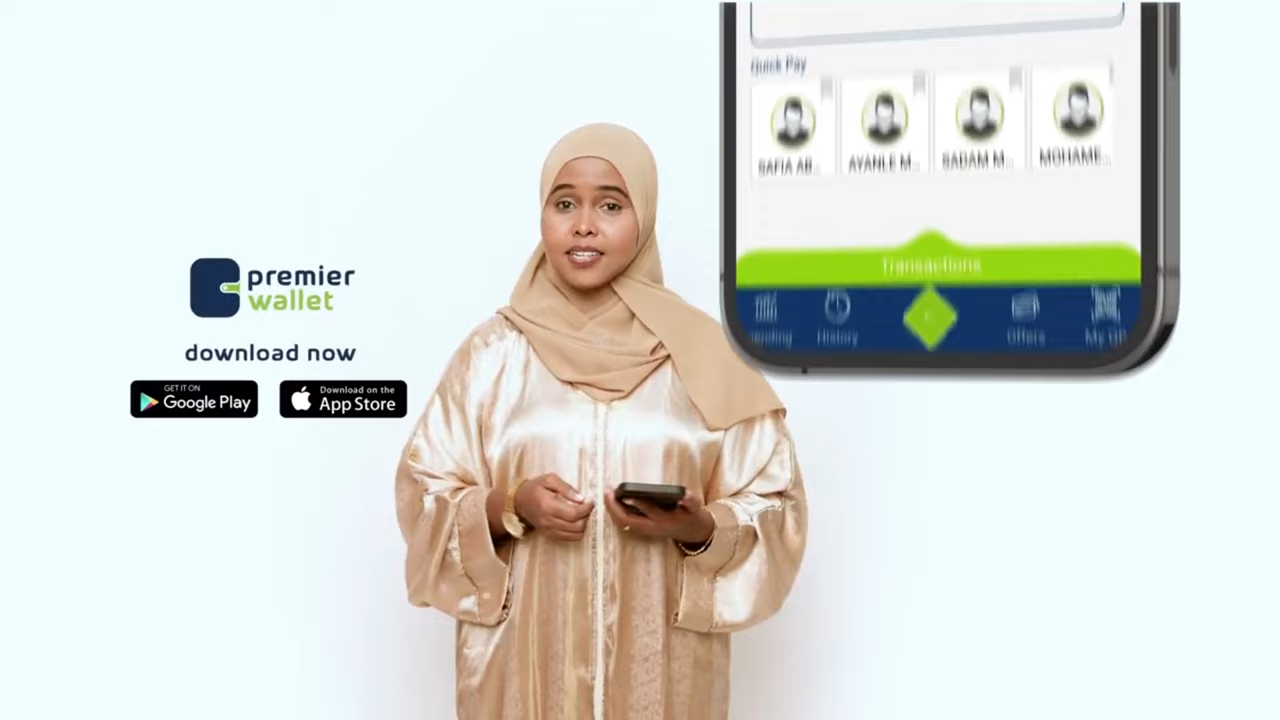 premier
wallet
download now
GET IT ON
Google Play
Download on the
App Store
Quick Pay
SAFIA AB...
AYANLE M...
SADAM M...
MOHAME...
Transactions
History
Offers